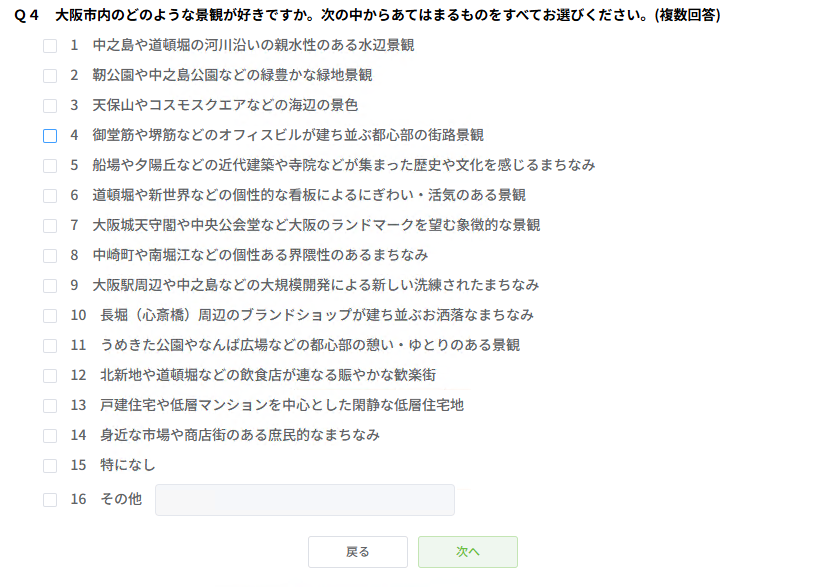 Q4 大阪市内のどのような景観が好きですか。次の中からあてはまるものをすべてお選びください。(複数回答)
1 中之島や道頓堀の河川沿いの親水性のある水辺景観
2 靭公園や中之島公園などの緑豊かな緑地景観
3 天保山やコスモスクエアなどの海辺の景色
4 御堂筋や堺筋などのオフィスビルが建ち並ぶ都心部の街路景観
5 船場や夕陽丘などの近代建築や寺院などが集まった歴史や文化を感じるまちなみ
6 道頓堀や新世界などの個性的な看板によるにぎわい・活気のある景観
7 大阪城天守閣や中央公会堂など大阪のランドマークを望む象徴的な景観
8 中崎町や南堀江などの個性ある界隈性のあるまちなみ
9 大阪駅周辺や中之島などの大規模開発による新しい洗練されたまちなみ
10 長堀（心斎橋）周辺のブランドショップが建ち並ぶお洒落なまちなみ
11 うめきた公園やなんば広場などの都心部の憩い・ゆとりのある景観
12 北新地や道頓堀などの飲食店が連なる賑やかな歓楽街
13 戸建住宅や低層マンションを中心とした閑静な低層住宅地
14 身近な市場や商店街のある庶民的なまちなみ
15 特になし
16 その他
戻る 次へ